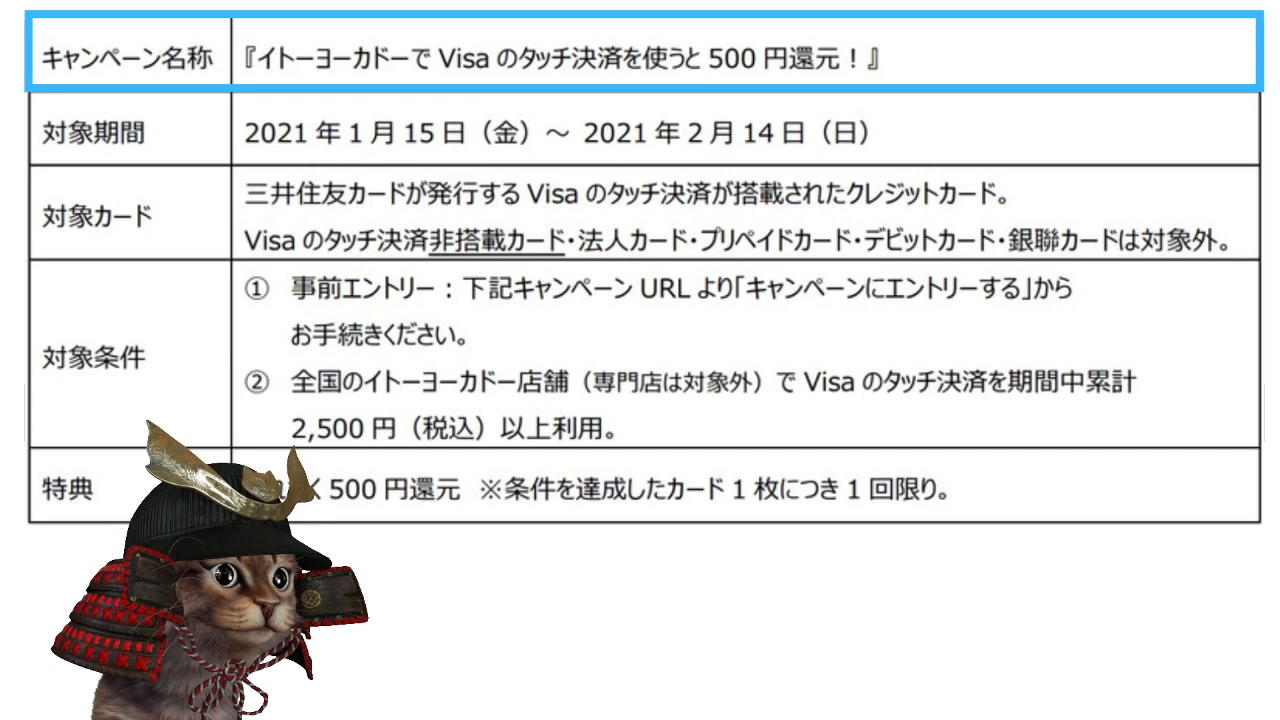 キャンペーン名称 『イトーヨーカドーで Visa のタッチ決済を使うと 500 円還元！』
対象期間 2021 年 1 月 15 日（金）～ 2021 年 2 月 14 日（日）
対象カード
三井住友カードが発行する Visa のタッチ決済が搭載されたクレジットカード。
Visa のタッチ決済非搭載カード・法人カード・プリペイドカード・デビットカード・銀聯カードは対象外。
対象条件
① 事前エントリー：下記キャンペーン URL より「キャンペーンにエントリーする」から
お手続きください。
② 全国のイトーヨーカドー店舗（専門店は対象外）で Visa のタッチ決済を期間中累計
2,500 円（税込）以上利用。
特典 500 円還元 ※条件を達成したカード 1 枚につき 1 回限り。